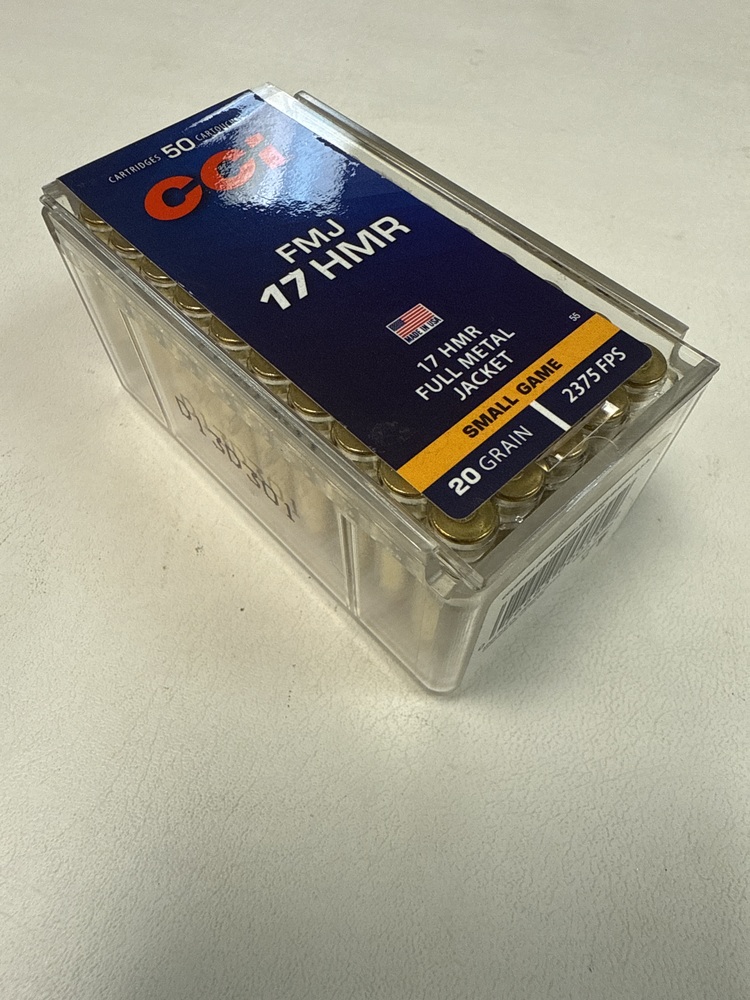 CARTRIDGES 50 CARTOUCHES
CCI
FMJ
17 HMR
MADE IN USA
17 HMR
FULL METAL
JACKET
55
SMALL GAME
20 GRAIN | 2375 FPS